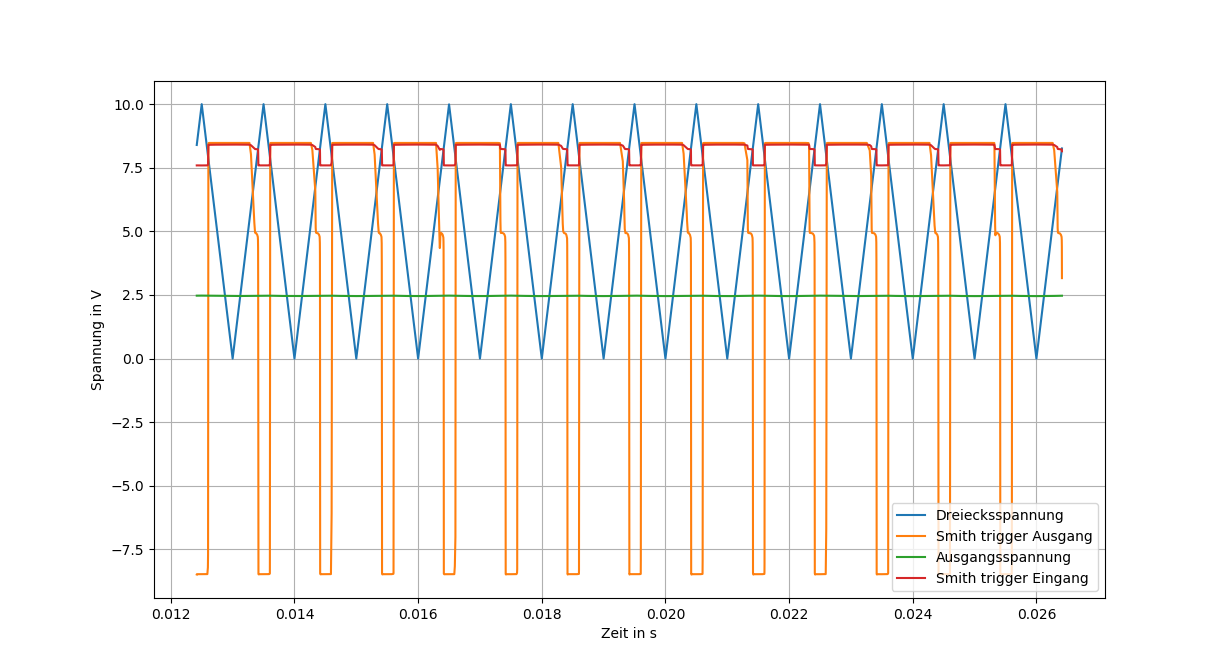 10.0
7.5
5.0
2.5
0.0
−2.5
−5.0
−7.5
Spannung in V
0.012
0.014
0.016
0.018
0.020
0.022
0.024
0.026
Zeit in s
Dreiecksspannung
Smith trigger Ausgang
Ausgangsspannung
Smith trigger Eingang